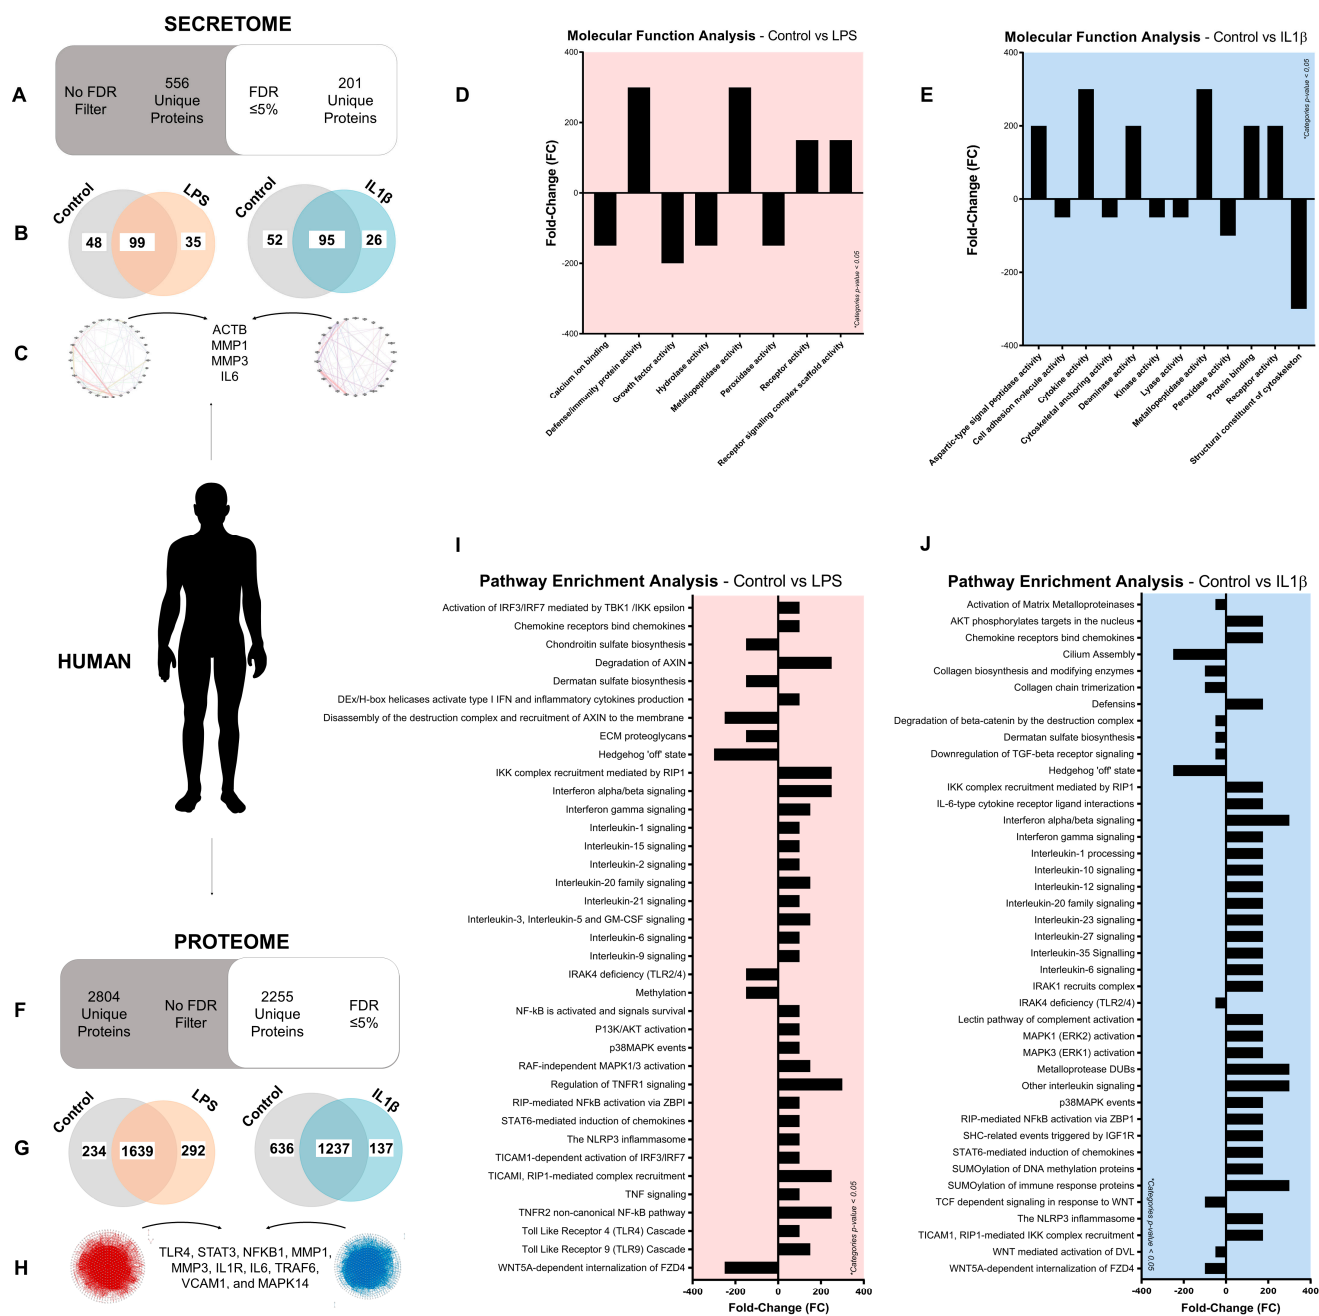 SECRETOME
A
No FDR
Filter
556
Unique
Proteins
FDR
≤5%
201
Unique
Proteins
B
Control
LPS
48
99
35
Control
IL1β
52
95
26
C
ACTB
MMP1
MMP3
IL6
HUMAN
PROTEOME
F
2804
Unique
Proteins
No FDR
Filter
2255
Unique
Proteins
FDR
≤5%
G
Control
LPS
234
1639
292
Control
IL1β
636
1237
137
H
TLR4, STAT3, NFKB1, MMP1,
MMP3, IL1R, IL6, TRAF6,
VCAM1, and MAPK14
D
Molecular Function Analysis - Control vs LPS
Fold-Change (FC)
400
200
0
-200
-400
*Categories p-value < 0.05
Calcium ion binding
Defense/immunity protein activity
Growth factor activity
Hydrolase activity
Metallopeptidase activity
Peroxidase activity
Receptor activity
Receptor signaling complex scaffold activity
E
Molecular Function Analysis - Control vs IL1β
Fold-Change (FC)
400
200
0
-200
-400
*Categories p-value < 0,05
Aspartic-type signal peptidase activity
Cell adhesion molecule activity
Cytokine activity
Cytoskeletal anchoring activity
Deaminase activity
Kinase activity
Lyase activity
Metallopeptidase activity
Peroxidase activity
Protein binding
Receptor activity
Structural constituent of cytoskeleton
I
Pathway Enrichment Analysis - Control vs LPS
Activation of IRF3/IRF7 mediated by TBK1 /IKK epsilon
Chemokine receptors bind chemokines
Chondroitin sulfate biosynthesis
Degradation of AXIN
Dermatan sulfate biosynthesis
DEx/H-box helicases activate type I IFN and inflammatory cytokines production
Disassembly of the destruction complex and recruitment of AXIN to the membrane
ECM proteoglycans
Hedgehog 'off' state
IKK complex recruitment mediated by RIP1
Interferon alpha/beta signaling
Interferon gamma signaling
Interleukin-1 signaling
Interleukin-15 signaling
Interleukin-2 signaling
Interleukin-20 family signaling
Interleukin-21 signaling
Interleukin-3, Interleukin-5 and GM-CSF signaling
Interleukin-6 signaling
Interleukin-9 signaling
IRAK4 deficiency (TLR2/4)
Methylation
NF-kB is activated and signals survival
P13K/AKT activation
p38MAPK events
RAF-independent MAPK1/3 activation
Regulation of TNFR1 signaling
RIP-mediated NFkB activation via ZBPI
STAT6-mediated induction of chemokines
The NLRP3 inflammasome
TICAM1-dependent activation of IRF3/IRF7
TICAMI, RIP1-mediated complex recruitment
TNF signaling
TNFR2 non-canonical NF-kB pathway
Toll Like Receptor 4 (TLR4) Cascade
Toll Like Receptor 9 (TLR9) Cascade
WNT5A-dependent internalization of FZD4
*Categories p-value < 0.05
-400
-200
0
200
400
Fold-Change (FC)
J
Pathway Enrichment Analysis - Control vs IL1β
Activation of Matrix Metalloproteinases
AKT phosphorylates targets in the nucleus
Chemokine receptors bind chemokines
Cilium Assembly
Collagen biosynthesis and modifying enzymes
Collagen chain trimerization
Defensins
Degradation of beta-catenin by the destruction complex
Dermatan sulfate biosynthesis
Downregulation of TGF-beta receptor signaling
Hedgehog 'off' state
IKK complex recruitment mediated by RIP1
IL-6-type cytokine receptor ligand interactions
Interferon alpha/beta signaling
Interferon gamma signaling
Interleukin-1 processing
Interleukin-10 signaling
Interleukin-12 signaling
Interleukin-20 family signaling
Interleukin-23 signaling
Interleukin-27 signaling
Interleukin-35 Signalling
Interleukin-6 signaling
IRAK1 recruits complex
IRAK4 deficiency (TLR2/4)
Lectin pathway of complement activation
MAPK1 (ERK2) activation
MAPK3 (ERK1) activation
Metalloprotease DUBs
Other interleukin signaling
p38MAPK events
RIP-mediated NFkB activation via ZBP1
SHC-related events triggered by IGF1R
STAT6-mediated induction of chemokines
SUMOylation of DNA methylation proteins
SUMOylation of immune response proteins
TCF dependent signaling in response to WNT
The NLRP3 inflammasome
TICAM1, RIP1-mediated IKK complex recruitment
WNT mediated activation of DVL
WNT5A-dependent internalization of FZD4
*Categories p-value < 0.05
-400
-200
0
200
400
Fold-Change (FC)